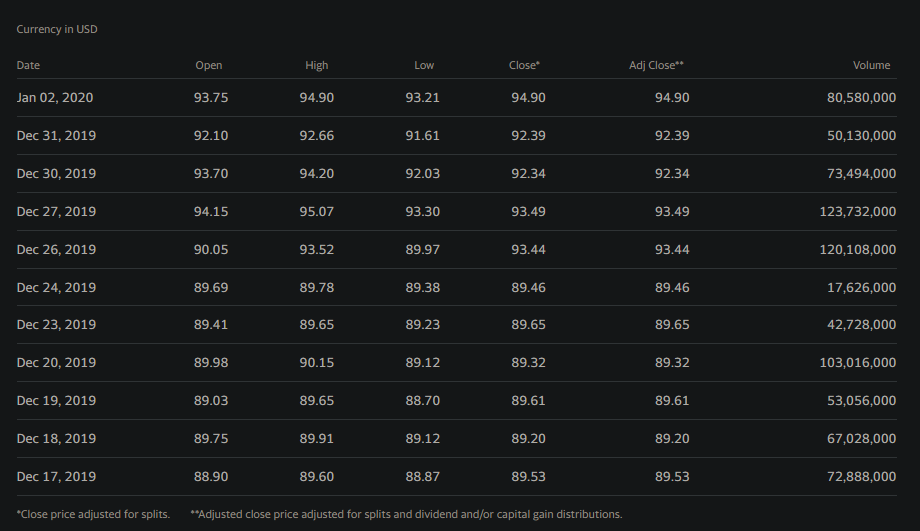 Currency in USD
Date Open High Low Close* Adj Close** Volume
Jan 02, 2020 93.75 94.90 93.21 94.90 94.90 80,580,000
Dec 31, 2019 92.10 92.66 91.61 92.39 92.39 50,130,000
Dec 30, 2019 93.70 94.20 92.03 92.34 92.34 73,494,000
Dec 27, 2019 94.15 95.07 93.30 93.49 93.49 123,732,000
Dec 26, 2019 90.05 93.52 89.97 93.44 93.44 120,108,000
Dec 24, 2019 89.69 89.78 89.38 89.46 89.46 17,626,000
Dec 23, 2019 89.41 89.65 89.23 89.65 89.65 42,728,000
Dec 20, 2019 89.98 90.15 89.12 89.32 89.32 103,016,000
Dec 19, 2019 89.03 89.65 88.70 89.61 89.61 53,056,000
Dec 18, 2019 89.75 89.91 89.12 89.20 89.20 67,028,000
Dec 17, 2019 88.90 89.60 88.87 89.53 89.53 72,888,000
*Close price adjusted for splits. **Adjusted close price adjusted for splits and dividend and/or capital gain distributions.